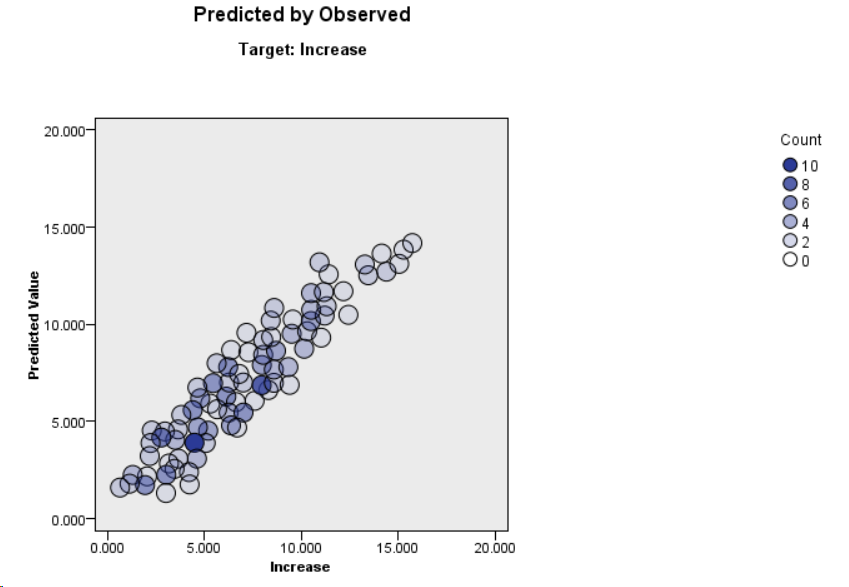 Predicted by Observed
Target: Increase
Count
10
8
6
4
2
0
20.000
15.000
10.000
5.000
0.000
Predicted Value
0.000 5.000 10.000 15.000 20.000
Increase